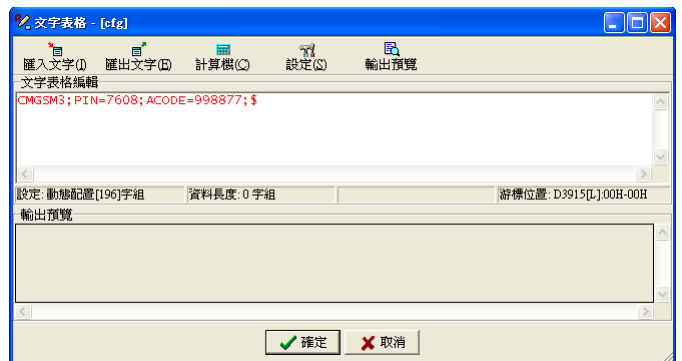 文字表格 - [cfg]
匯入文字(I) 匯出文字(E) 計算機(C) 設定(S) 輸出預覽
文字表格編輯
CMGSM3;PIN=7608;ACODE=998877;$
設定: 動態配置[196]字組 資料長度: 0 字組 游標位置: D3915[L]:00H-00H
輸出預覽
確定 取消